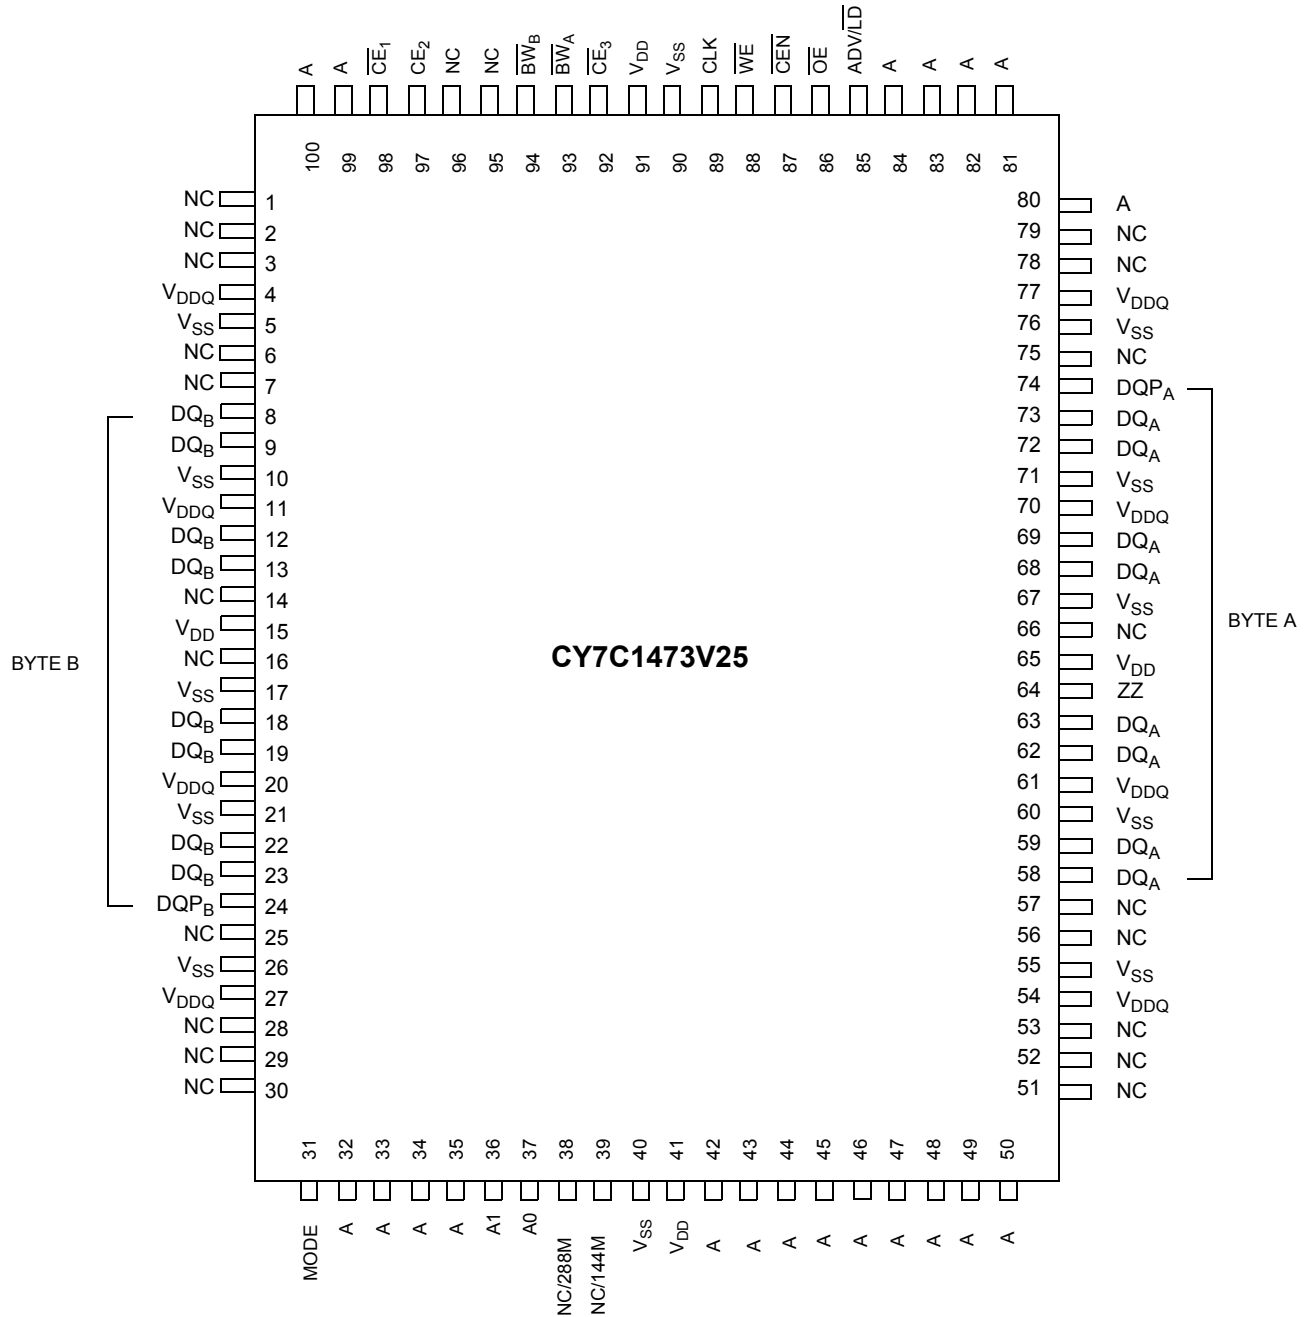 A A CE1 CE2 NC NC BWB BWA CE3 VDD VSS CLK WE CEN OE ADV/LD A A A A
100 99 98 97 96 95 94 93 92 91 90 89 88 87 86 85 84 83 82 81
NC 1 80 A
NC 2 79 NC
NC 3 78 NC
VDDQ 4 77 VDDQ
VSS 5 76 VSS
NC 6 75 NC
NC 7 74 DQPA
DQB 8 73 DQA
DQB 9 72 DQA
VSS 10 71 VSS
VDDQ 11 70 VDDQ
DQB 12 69 DQA
DQB 13 68 DQA
NC 14 67 VSS
VDD 15 66 NC
BYTE B
CY7C1473V25
BYTE A
NC 16 65 VDD
VSS 17 64 ZZ
DQB 18 63 DQA
DQB 19 62 DQA
VDDQ 20 61 VDDQ
VSS 21 60 VSS
DQB 22 59 DQA
DQB 23 58 DQA
DQPB 24 57 NC
NC 25 56 NC
VSS 26 55 VSS
VDDQ 27 54 VDDQ
NC 28 53 NC
NC 29 52 NC
NC 30 51 NC
31 32 33 34 35 36 37 38 39 40 41 42 43 44 45 46 47 48 49 50
MODE A A A A A1 A0 NC/288M NC/144M VSS VDD A A A A A A A A A